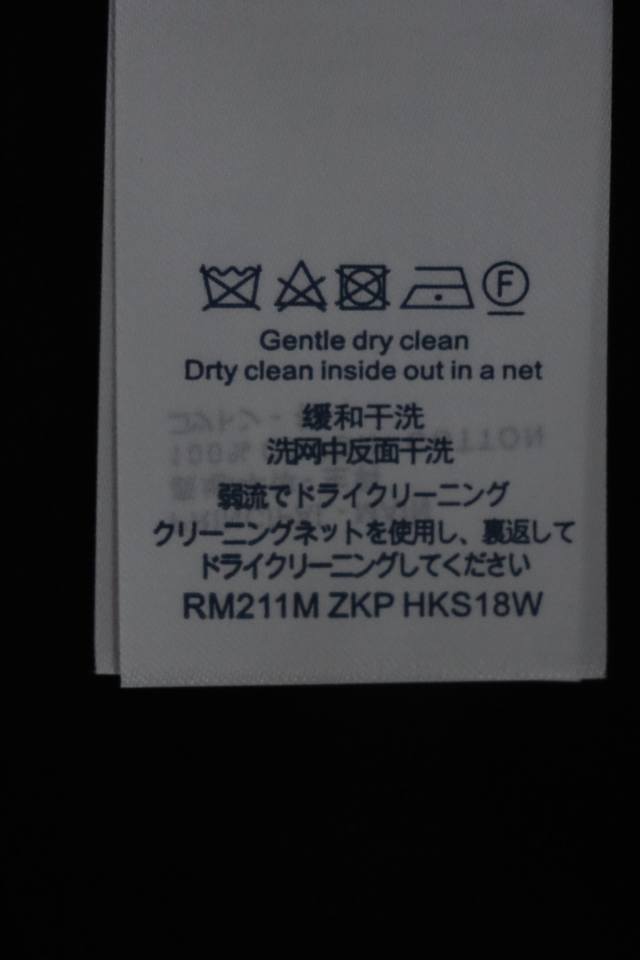 F
Gentle dry clean
Drty clean inside out in a net
缓和干洗
洗网中反面干洗
弱流でドライクリーニング
クリーニングネットを使用し、裏返して
ドライクリーニングしてください
RM211M ZKP HKS18W